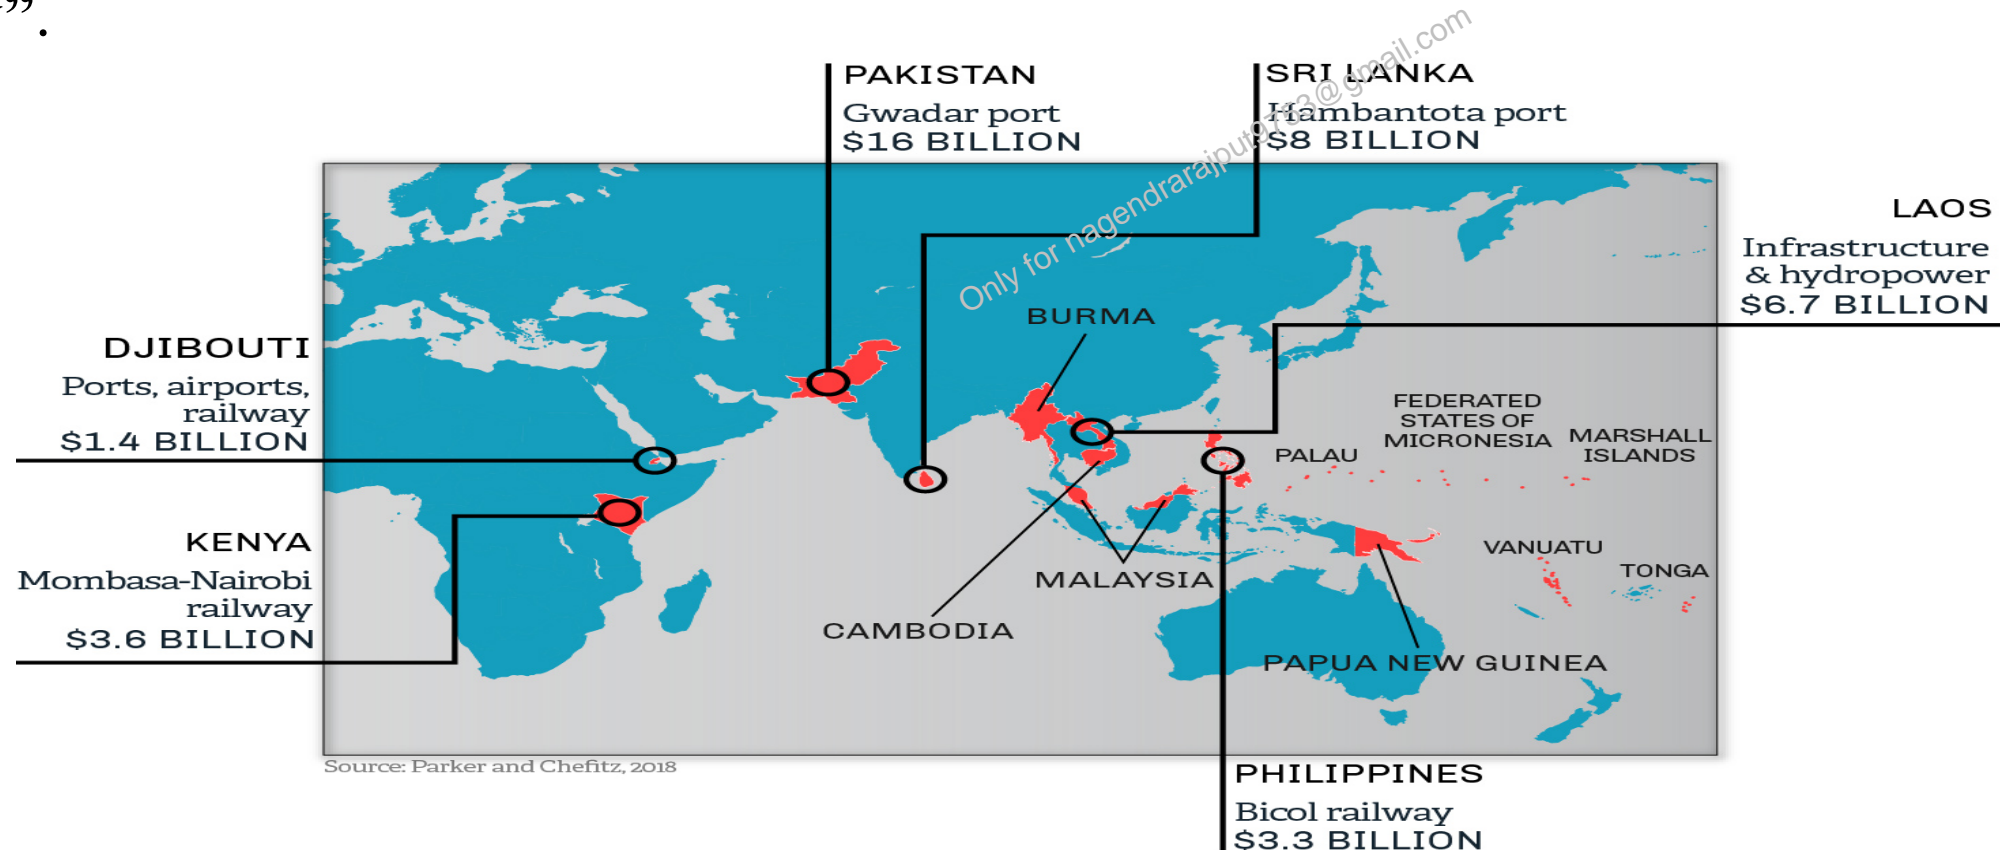 .
PAKISTAN
Gwadar port
$16 BILLION
SRI LANKA
Hambantota port
$8 BILLION
Only for nagendrarajput9753@gmail.com
LAOS
Infrastructure
& hydropower
$6.7 BILLION
DJIBOUTI
Ports, airports,
railway
$1.4 BILLION
KENYA
Mombasa-Nairobi
railway
$3.6 BILLION
BURMA
FEDERATED
STATES OF
MICRONESIA
MARSHALL
ISLANDS
PALAU
VANUATU
TONGA
MALAYSIA
CAMBODIA
PAPUA NEW GUINEA
Source: Parker and Chefitz, 2018
PHILIPPINES
Bicol railway
$3.3 BILLION